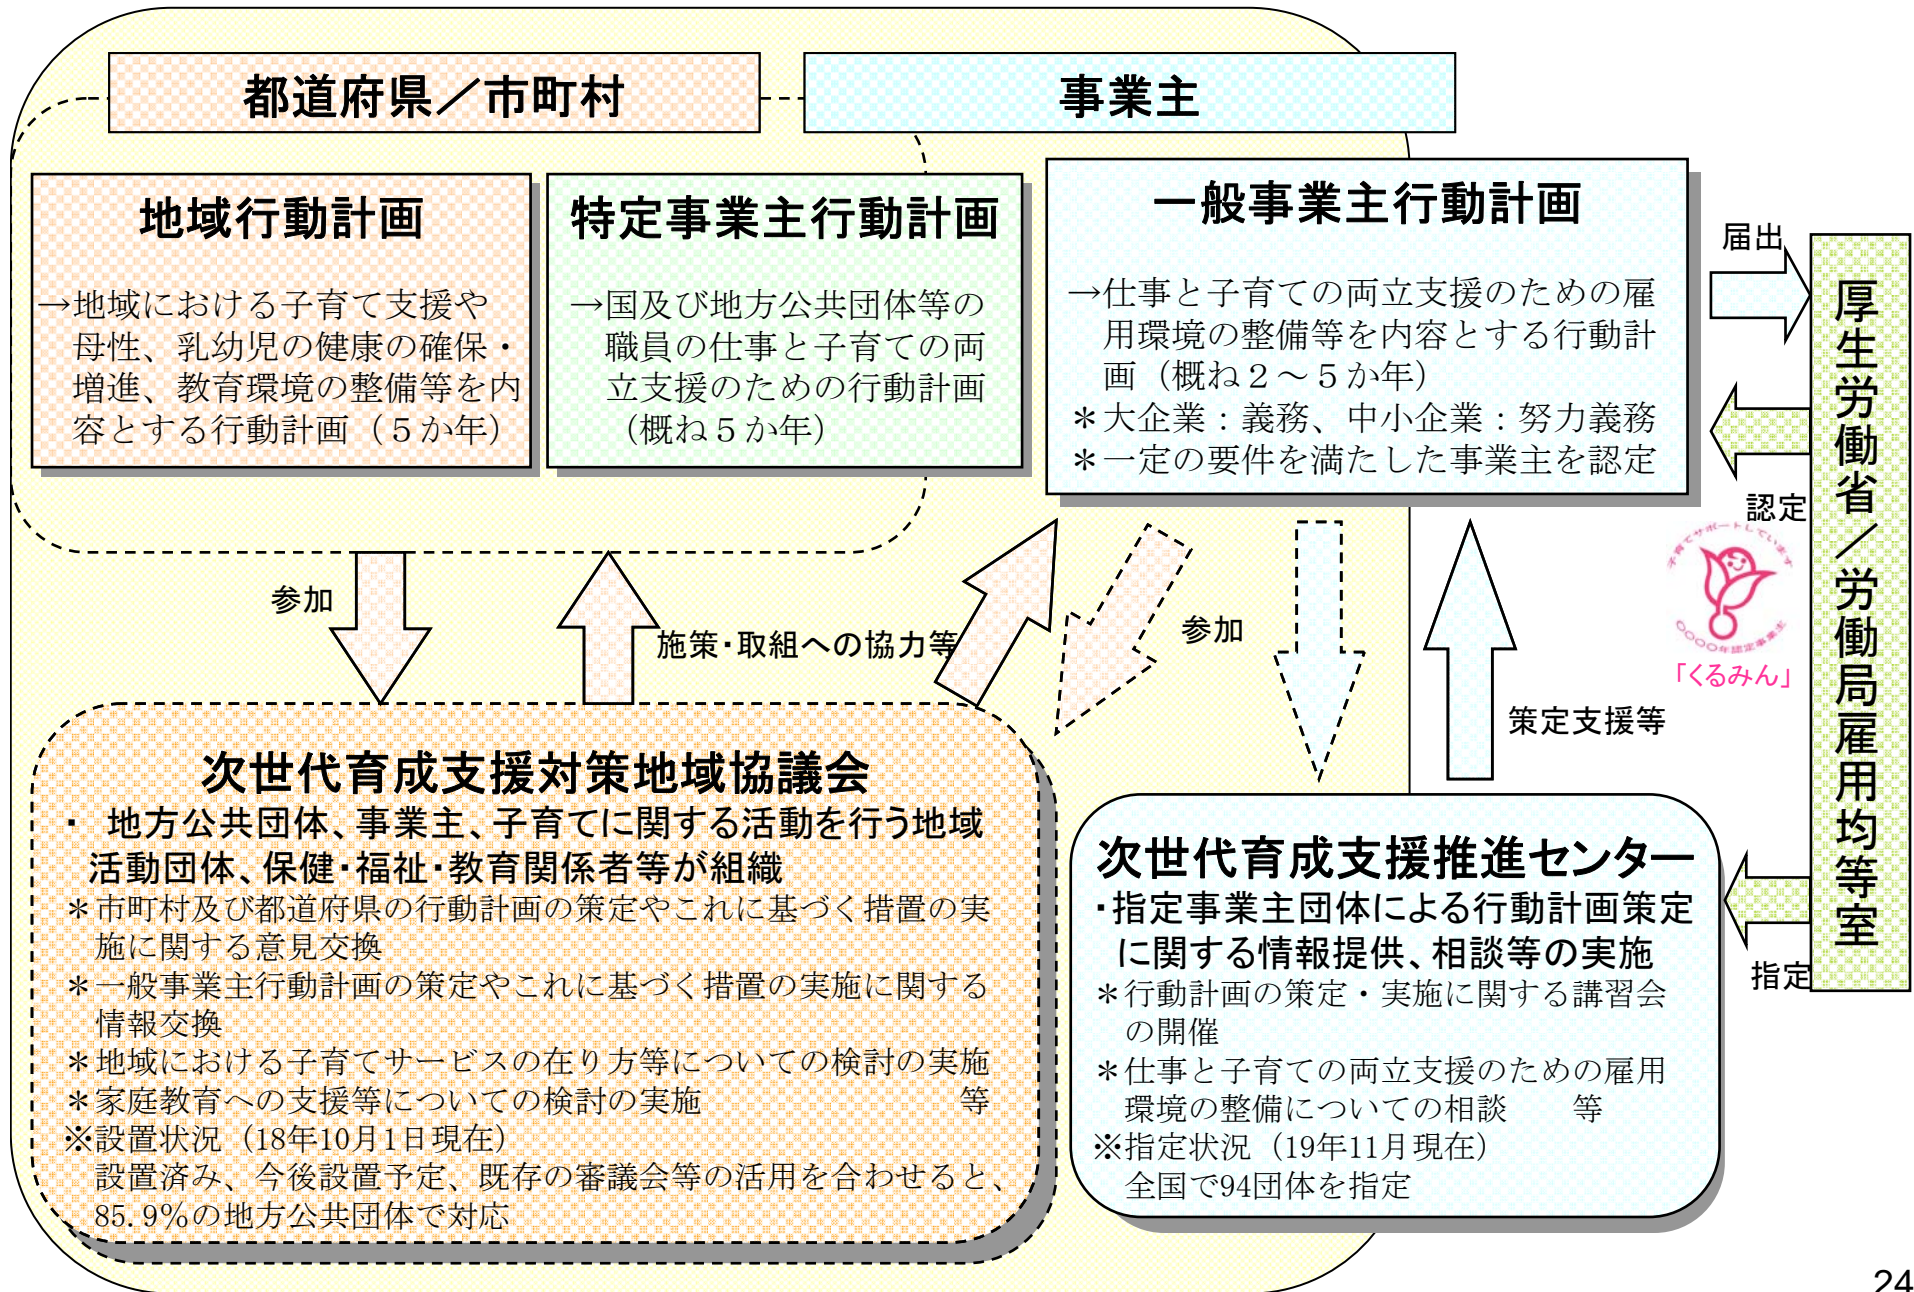 都道府県／市町村
事業主
地域行動計画
→地域における子育て支援や
母性、乳幼児の健康の確保・
増進、教育環境の整備等を内
容とする行動計画（５か年）
特定事業主行動計画
→国及び地方公共団体等の
職員の仕事と子育ての両
立支援のための行動計画
（概ね５か年）
一般事業主行動計画
→仕事と子育ての両立支援のための雇
用環境の整備等を内容とする行動計
画（概ね２～５か年）
＊大企業：義務、中小企業：努力義務
＊一定の要件を満たした事業主を認定
届出
認定
子育てサポートしています
〇〇〇〇年認定事業主
「くるみん」
厚生労働省／労働局雇用均等室
参加
施策・取組への協力等
参加
策定支援等
指定
次世代育成支援対策地域協議会
・ 地方公共団体、事業主、子育てに関する活動を行う地域
活動団体、保健・福祉・教育関係者等が組織
＊市町村及び都道府県の行動計画の策定やこれに基づく措置の実
施に関する意見交換
＊一般事業主行動計画の策定やこれに基づく措置の実施に関する
情報交換
＊地域における子育てサービスの在り方等についての検討の実施
＊家庭教育への支援等についての検討の実施 等
※設置状況（18年10月1日現在）
設置済み、今後設置予定、既存の審議会等の活用を合わせると、
85.9％の地方公共団体で対応
次世代育成支援推進センター
・指定事業主団体による行動計画策定
に関する情報提供、相談等の実施
＊行動計画の策定・実施に関する講習会
の開催
＊仕事と子育ての両立支援のための雇用
環境の整備についての相談 等
※指定状況（19年11月現在）
全国で94団体を指定
24